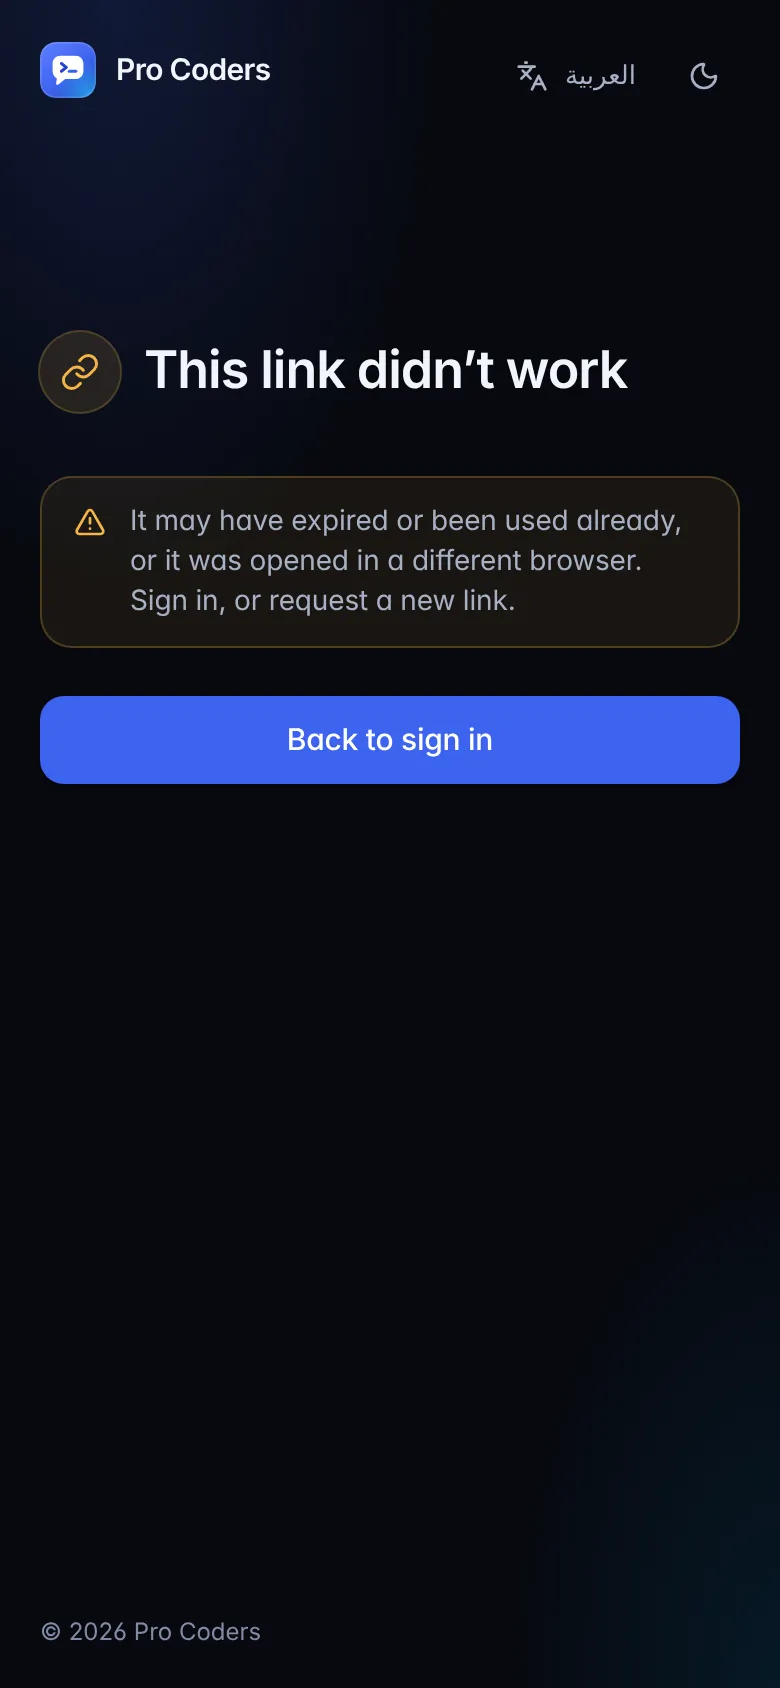 Pro Coders
العربية
This link didn’t work
It may have expired or been used already,
or it was opened in a different browser.
Sign in, or request a new link.
Back to sign in
© 2026 Pro Coders